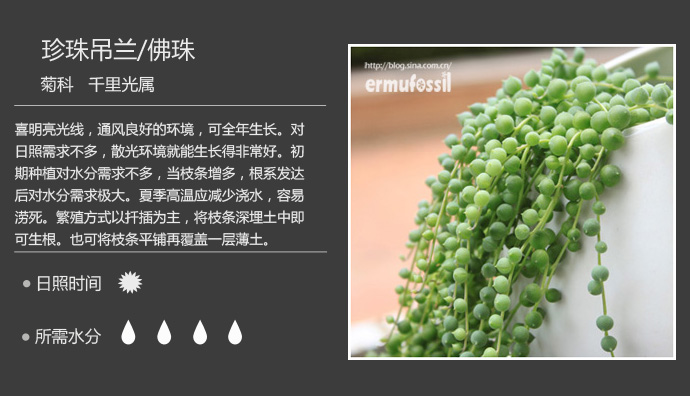 珍珠吊兰/佛珠
菊科 千里光属
喜明亮光线，通风良好的环境，可全年生长。对
日照需求不多，散光环境就能生长得非常好。初
期种植对水分需求不多，当枝条增多，根系发达
后对水分需求极大。夏季高温应减少浇水，容易
涝死。繁殖方式以扦插为主，将枝条深埋土中即
可生根。也可将枝条平铺再覆盖一层薄土。
日照时间
所需水分
http://blog.sina.com.cn/
ermufossil